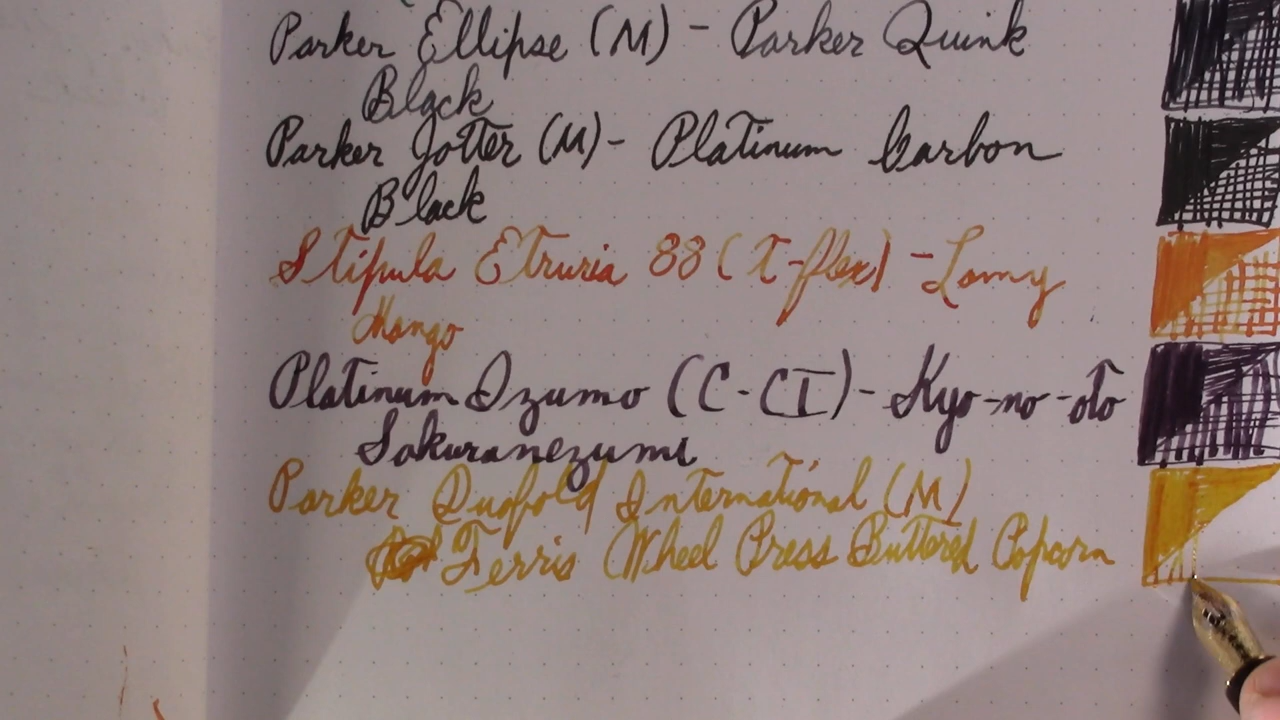 Parker Ellipse (M) - Parker Quink
Black
Parker Jotter (M) - Platinum Carbon
Black
Stipula Etruria 88 (T-flex) - Lamy
Mango
Platinum Izumo (C-CI) - Kyo-no-oto
Sakuranezumi
Parker Duofold International (M)
Ferris Wheel Press Buttered Popcorn